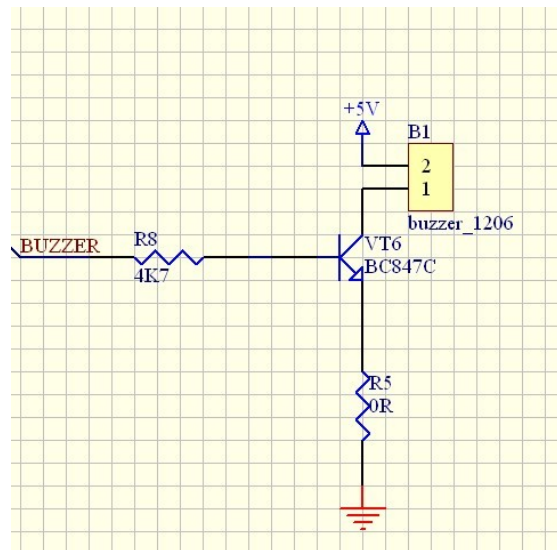 +5V
B1
2
1
buzzer_1206
BUZZER
R8
4K7
VT6
BC847C
R5
0R